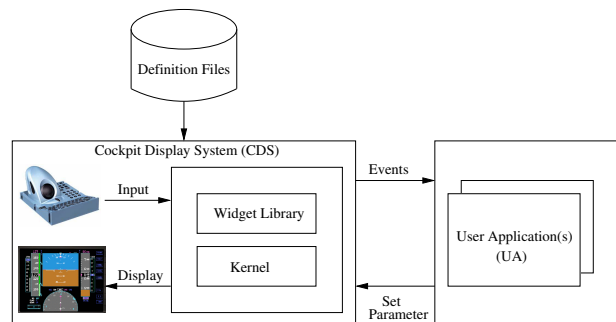 Definition Files
Cockpit Display System (CDS)
Input
Widget Library
Kernel
Display
Events
User Application(s)
(UA)
Set
Parameter